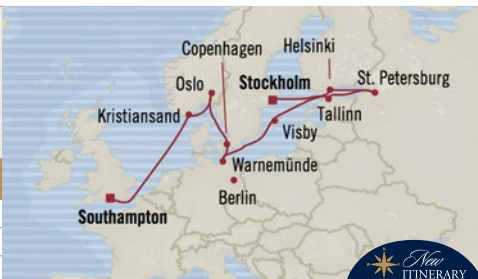 Copenhagen
Helsinki
Oslo
Stockholm
St. Petersburg
Kristiansand
Tallinn
Visby
Warnemünde
Berlin
Southampton
New
ITINERARY